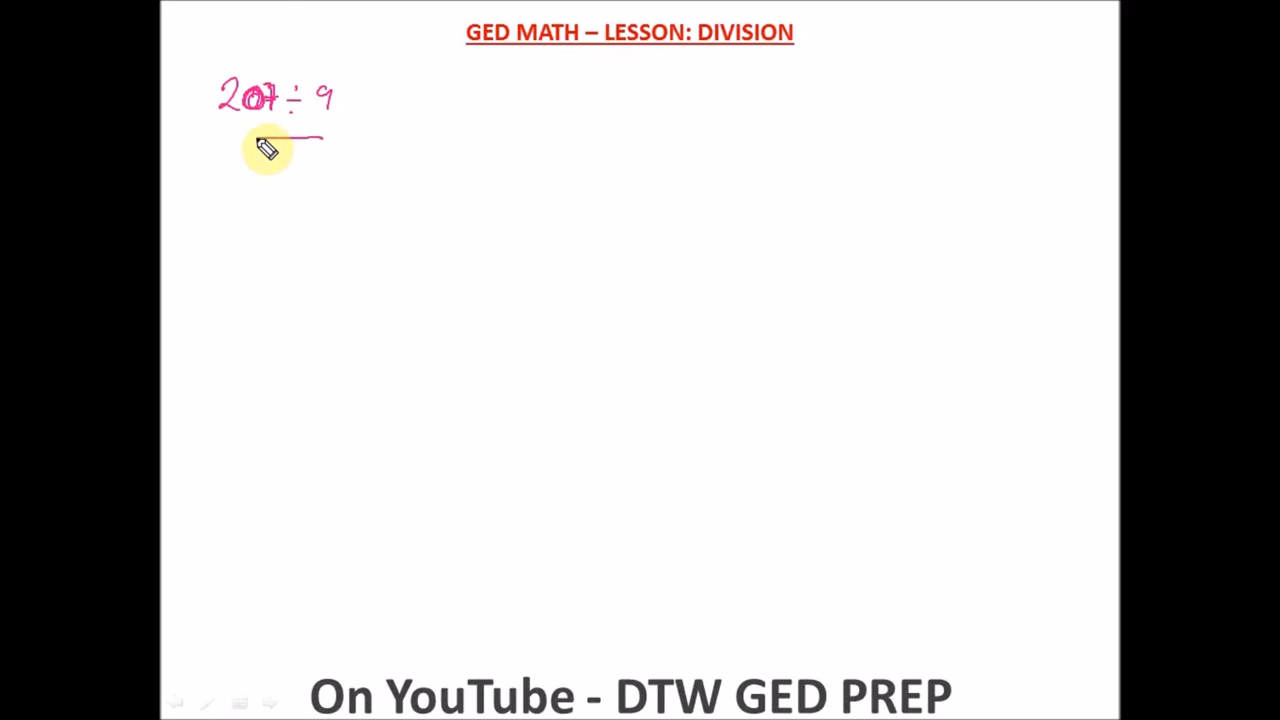 GED MATH – LESSON: DIVISION
207 ÷ 9
On YouTube - DTW GED PREP